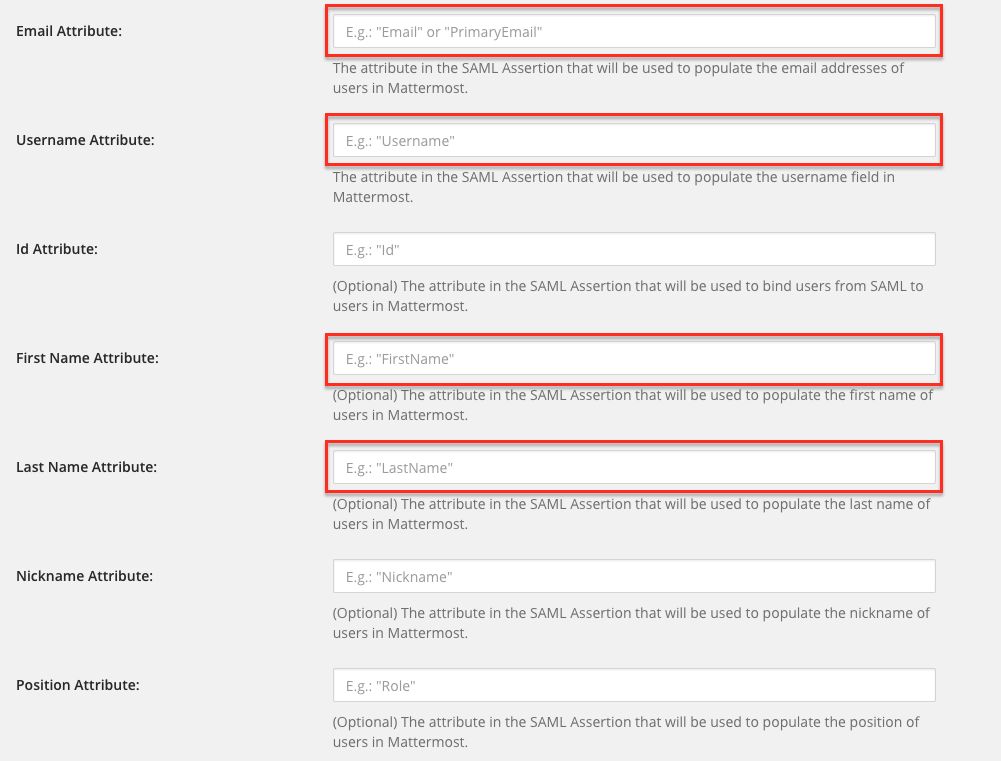 Email Attribute:
E.g.: "Email" or "PrimaryEmail"
The attribute in the SAML Assertion that will be used to populate the email addresses of
users in Mattermost.
Username Attribute:
E.g.: "Username"
The attribute in the SAML Assertion that will be used to populate the username field in
Mattermost.
Id Attribute:
E.g.: "Id"
(Optional) The attribute in the SAML Assertion that will be used to bind users from SAML to
users in Mattermost.
First Name Attribute:
E.g.: "FirstName"
(Optional) The attribute in the SAML Assertion that will be used to populate the first name of
users in Mattermost.
Last Name Attribute:
E.g.: "LastName"
(Optional) The attribute in the SAML Assertion that will be used to populate the last name of
users in Mattermost.
Nickname Attribute:
E.g.: "Nickname"
(Optional) The attribute in the SAML Assertion that will be used to populate the nickname of
users in Mattermost.
Position Attribute:
E.g.: "Role"
(Optional) The attribute in the SAML Assertion that will be used to populate the position of
users in Mattermost.